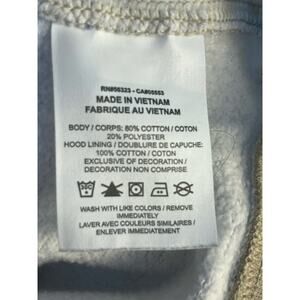 RN#56323 - CA#05553
MADE IN VIETNAM
FABRIQUE AU VIETNAM
BODY / CORPS: 80% COTTON / COTON
20% POLYESTER
HOOD LINING / DOUBLURE DE CAPUCHE:
100% COTTON / COTON
EXCLUSIVE OF DECORATION /
DECORATION NON COMPRISE
WASH WITH LIKE COLORS / REMOVE
IMMEDIATELY
LAVER AVEC COULEURS SIMILAIRES /
ENLEVER IMMEDIATEMENT